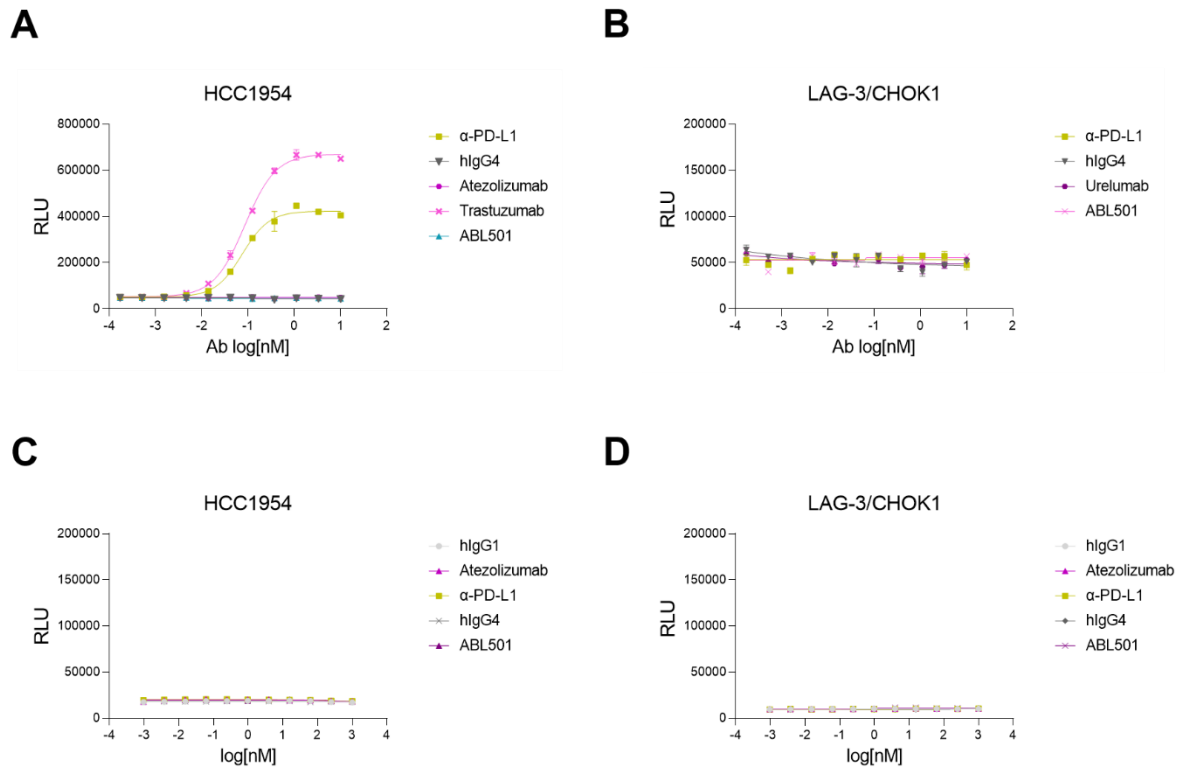 A
HCC1954
800000
600000
400000
200000
0
RLU
-4 -3 -2 -1 0 1 2
Ab log[nM]
α-PD-L1
hIgG4
Atezolizumab
Trastuzumab
ABL501
B
LAG-3/CHOK1
200000
150000
100000
50000
0
RLU
-4 -3 -2 -1 0 1 2
Ab log[nM]
α-PD-L1
hIgG4
Urelumab
ABL501
C
HCC1954
200000
150000
100000
50000
0
RLU
-4 -3 -2 -1 0 1 2 3 4
log[nM]
hIgG1
Atezolizumab
α-PD-L1
hIgG4
ABL501
D
LAG-3/CHOK1
200000
150000
100000
50000
0
RLU
-4 -3 -2 -1 0 1 2 3 4
log[nM]
hIgG1
Atezolizumab
α-PD-L1
hIgG4
ABL501